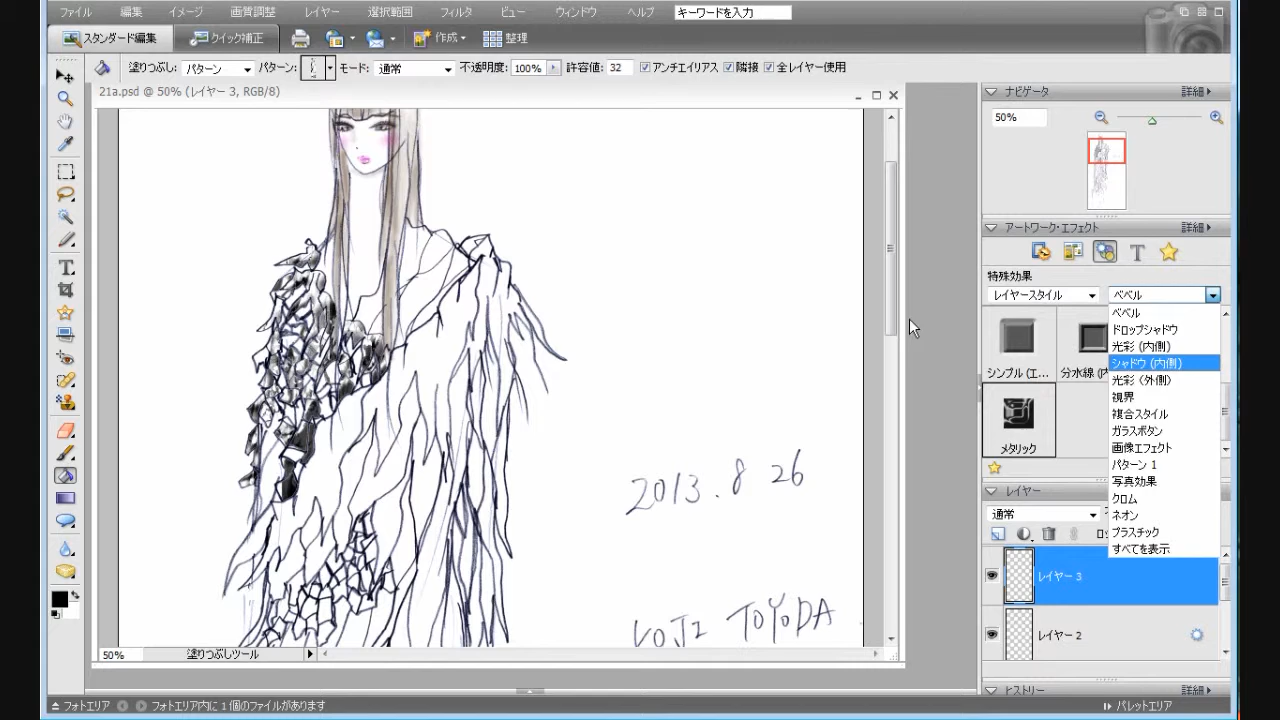 ファイル 編集 イメージ 画質調整 レイヤー 選択範囲 フィルタ ビュー ウィンドウ ヘルプ キーワードを入力
スタンダード編集 クイック補正 作成 整理
塗りつぶし: パターン パターン: モード: 通常 不透明度: 100% 許容値: 32 アンチエイリアス 隣接 全レイヤー使用
21a.psd @ 50% (レイヤー 3, RGB/8)
2013.8 26
KOJI TOYODA
50% 塗りつぶしツール
ナビゲータ 詳細
50%
アートワーク・エフェクト 詳細
特殊効果
レイヤースタイル ベベル
シンプル (エ... 分水線 (内
メタリック
ベベル
ドロップシャドウ
光彩 (内側)
シャドウ (内側)
光彩 (外側)
視界
複合スタイル
ガラスボタン
画像エフェクト
パターン 1
写真効果
クロム
ネオン
プラスチック
すべてを表示
レイヤー
通常
レイヤー 3
レイヤー 2
ヒストリー 詳細
フォトエリア フォトエリア内に 1 個のファイルがあります パレットエリア